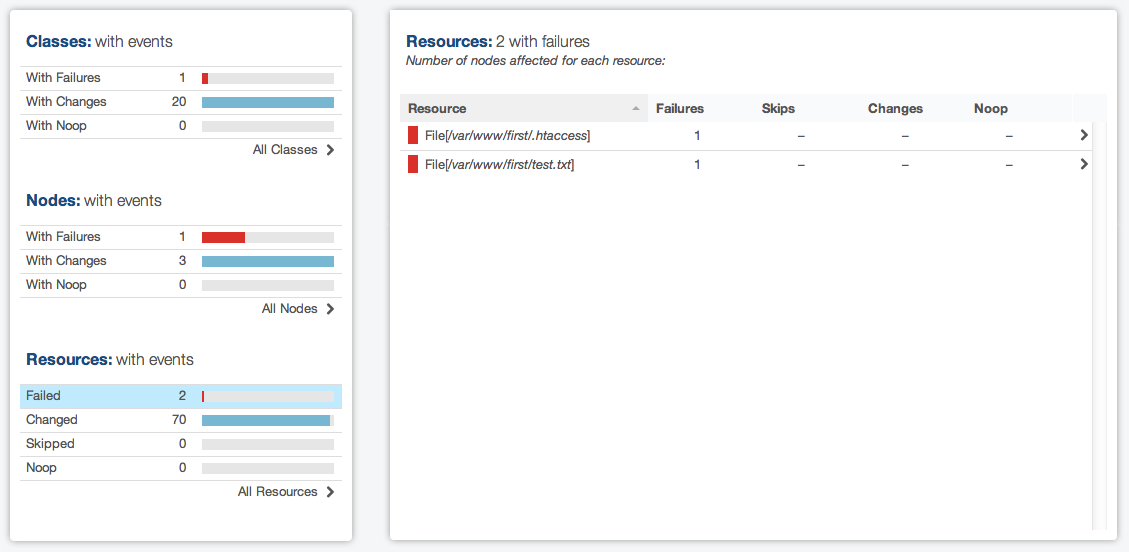 Classes: with events
With Failures 1
With Changes 20
With Noop 0
All Classes
Nodes: with events
With Failures 1
With Changes 3
With Noop 0
All Nodes
Resources: with events
Failed 2
Changed 70
Skipped 0
Noop 0
All Resources
Resources: 2 with failures
Number of nodes affected for each resource:
Resource Failures Skips Changes Noop
File[/var/www/first/.htaccess] 1 – – –
File[/var/www/first/test.txt] 1 – – –